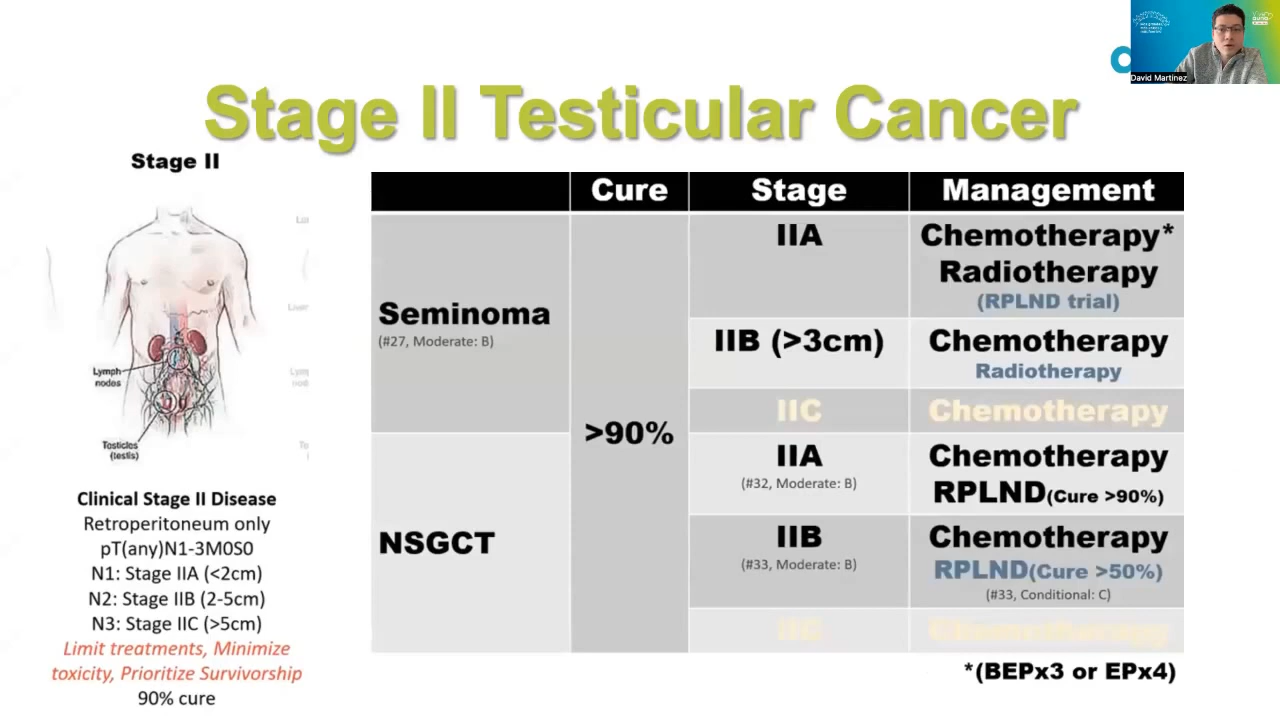 David Martinez
Stage II Testicular Cancer
Stage II
Lymph
nodes
Testicles
(testis)
Clinical Stage II Disease
Retroperitoneum only
pT(any)N1-3M0S0
N1: Stage IIA (<2cm)
N2: Stage IIB (2-5cm)
N3: Stage IIC (>5cm)
Limit treatments, Minimize
toxicity, Prioritize Survivorship
90% cure
Cure Stage Management
Seminoma
(#27, Moderate: B)
>90%
IIA
Chemotherapy*
Radiotherapy
(RPLND trial)
IIB (>3cm)
Chemotherapy
Radiotherapy
IIC
Chemotherapy
NSGCT
IIA
(#32, Moderate: B)
Chemotherapy
RPLND(Cure >90%)
IIB
(#33, Moderate: B)
Chemotherapy
RPLND(Cure >50%)
(#33, Conditional: C)
IIC
Chemotherapy
*(BEPx3 or EPx4)